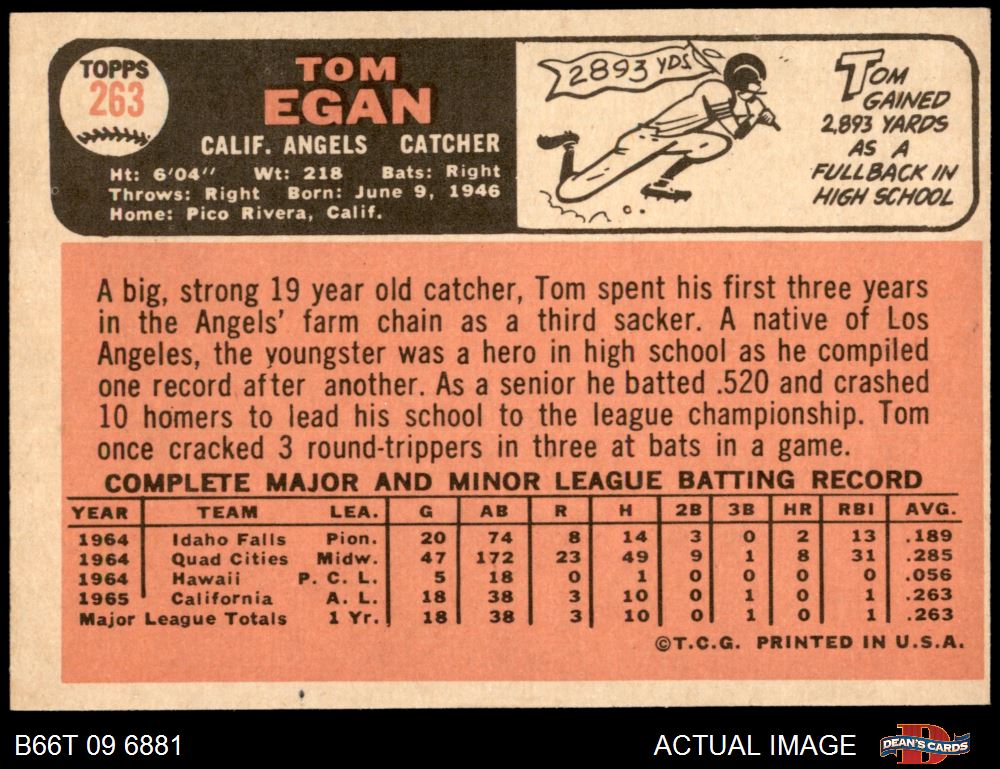 TOPPS
263
TOM
EGAN
CALIF. ANGELS CATCHER
Ht: 6'04" Wt: 218 Bats: Right
Throws: Right Born: June 9, 1946
Home: Pico Rivera, Calif.
2893 YDS
TOM
GAINED
2,893 YARDS
AS A
FULLBACK IN
HIGH SCHOOL
A big, strong 19 year old catcher, Tom spent his first three years
in the Angels' farm chain as a third sacker. A native of Los
Angeles, the youngster was a hero in high school as he compiled
one record after another. As a senior he batted .520 and crashed
10 homers to lead his school to the league championship. Tom
once cracked 3 round-trippers in three at bats in a game.
COMPLETE MAJOR AND MINOR LEAGUE BATTING RECORD
YEAR TEAM LEA. G AB R H 2B 3B HR RBI AVG.
1964 Idaho Falls Pion. 20 74 8 14 3 0 2 13 .189
1964 Quad Cities Midw. 47 172 23 49 9 1 8 31 .285
1964 Hawaii P. C. L. 5 18 0 1 0 0 0 0 .056
1965 California A. L. 18 38 3 10 0 1 0 1 .263
Major League Totals 1 Yr. 18 38 3 10 0 1 0 1 .263
©T.C.G. PRINTED IN U.S.A.
B66T 09 6881 ACTUAL IMAGE DEAN'S CARDS